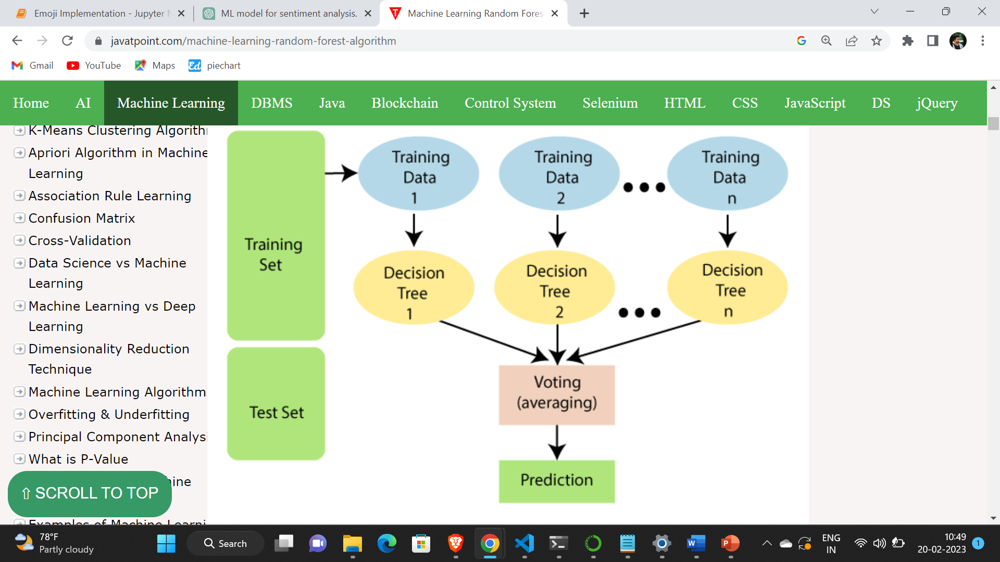 Emoji Implementation - Jupyter N
ML model for sentiment analysis.
Machine Learning Random Fores
javatpoint.com/machine-learning-random-forest-algorithm
Gmail YouTube Maps Ed piechart
Home AI Machine Learning DBMS Java Blockchain Control System Selenium HTML CSS JavaScript DS jQuery
K-Means Clustering Algorith
Apriori Algorithm in Machine
Learning
Association Rule Learning
Confusion Matrix
Cross-Validation
Data Science vs Machine
Learning
Machine Learning vs Deep
Learning
Dimensionality Reduction
Technique
Machine Learning Algorithm
Overfitting & Underfitting
Principal Component Analys
What is P-Value
hine
⇧ SCROLL TO TOP
Examples of Machine Learni
Training
Set
Test Set
Training
Data
1
Training
Data
2
Training
Data
n
Decision
Tree
1
Decision
Tree
2
Decision
Tree
n
Voting
(averaging)
Prediction
78°F
Partly cloudy
Search
ENG
IN
10:49
20-02-2023
1